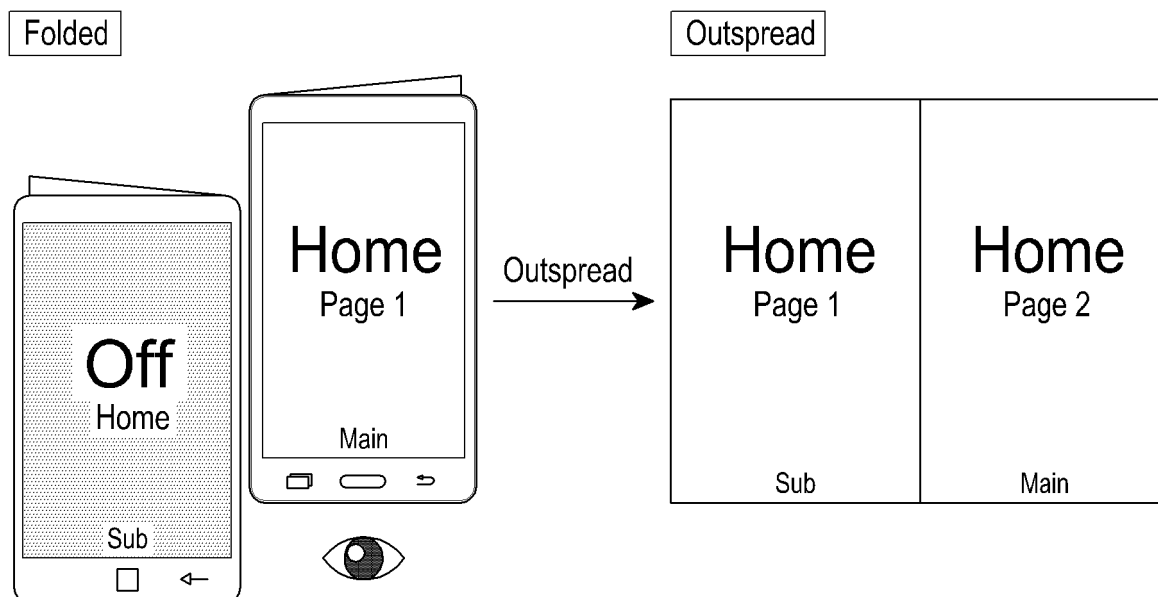 Folded
Off
Home
Sub
Home
Page 1
Main
Outspread
Outspread
Home
Page 1
Sub
Home
Page 2
Main